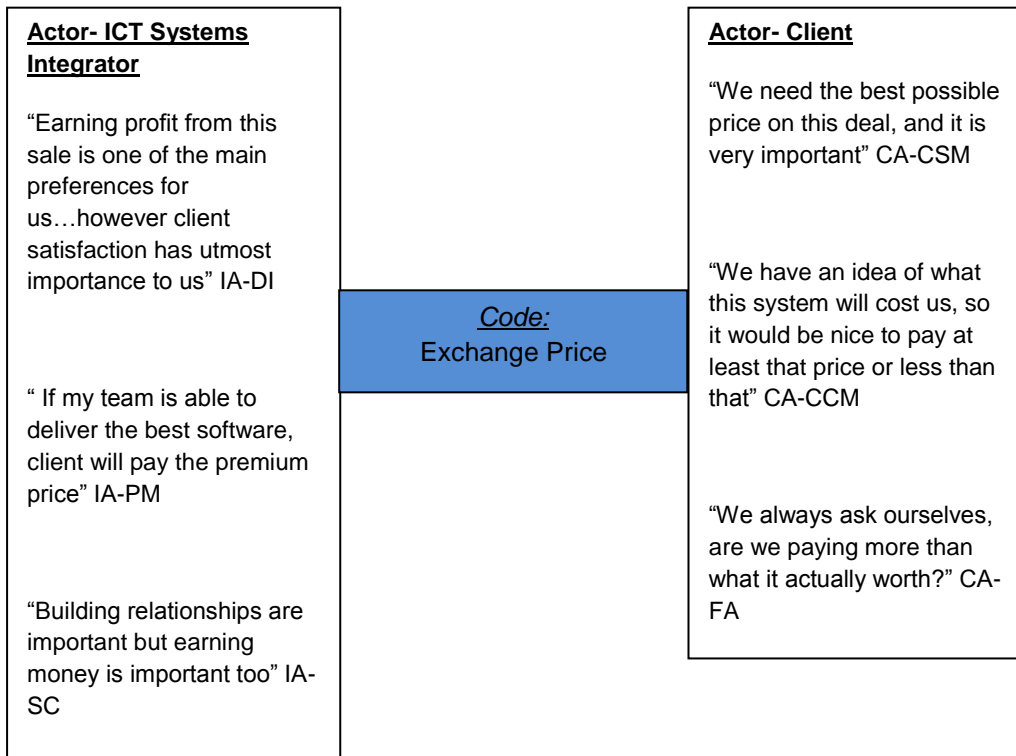 Actor- ICT Systems
Integrator
“Earning profit from this
sale is one of the main
preferences for
us…however client
satisfaction has utmost
importance to us” IA-DI
“ If my team is able to
deliver the best software,
client will pay the premium
price” IA-PM
“Building relationships are
important but earning
money is important too” IA-
SC
Code:
Exchange Price
Actor- Client
“We need the best possible
price on this deal, and it is
very important” CA-CSM
“We have an idea of what
this system will cost us, so
it would be nice to pay at
least that price or less than
that” CA-CCM
“We always ask ourselves,
are we paying more than
what it actually worth?” CA-
FA